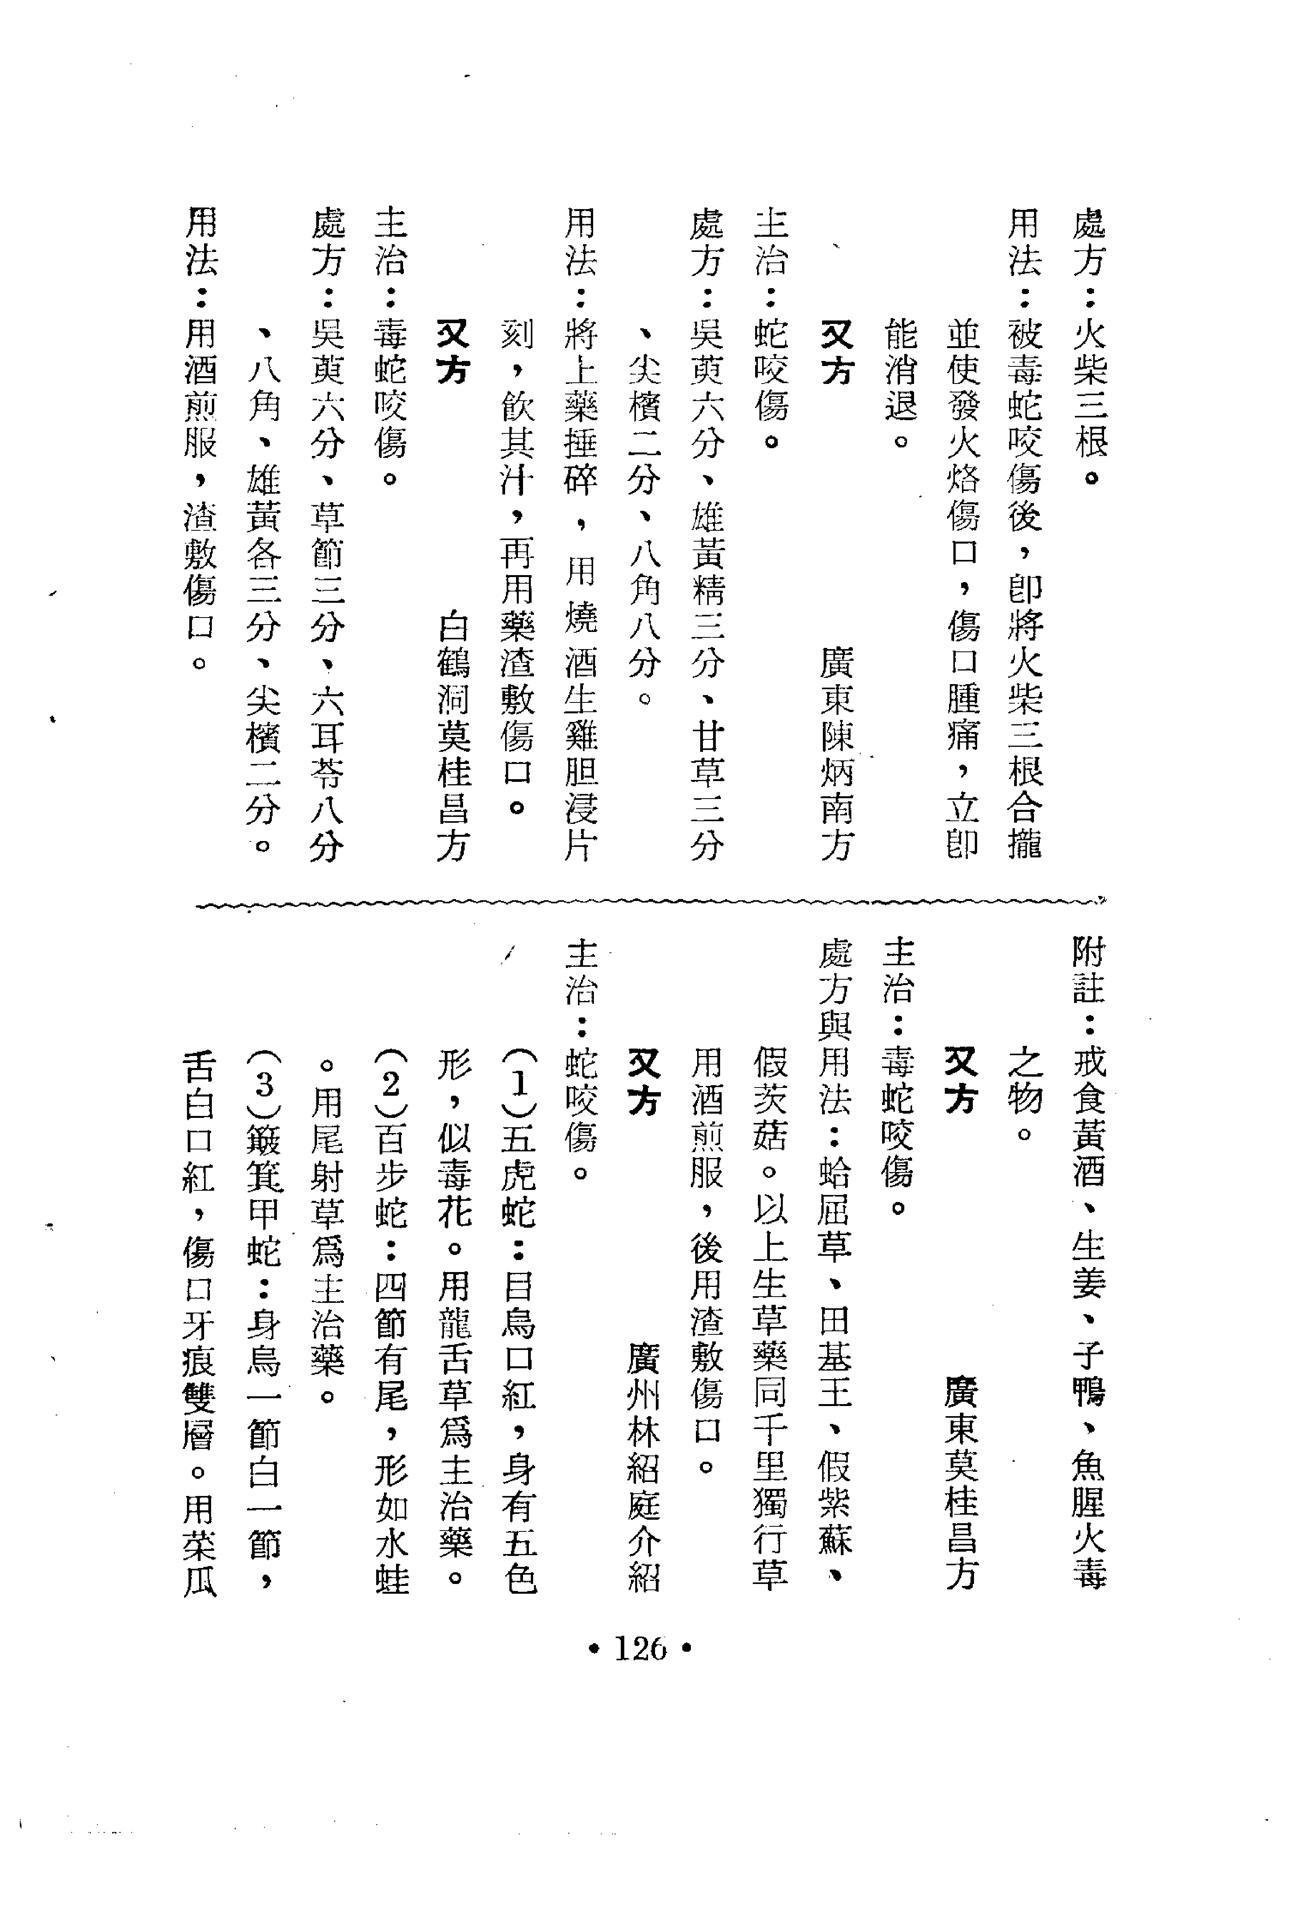 處方：火柴三根。
用法：被毒蛇咬傷後，卽將火柴三根合攏
並使發火烙傷口，傷口腫痛，立卽
能消退。
又方　廣東陳炳南方
主治：蛇咬傷。
處方：吳萸六分、雄黃精三分、甘草三分
、尖檳二分、八角八分。
用法：將上藥捶碎，用燒酒生雞胆浸片
刻，飲其汁，再用藥渣敷傷口。
又方　白鶴洞莫桂昌方
主治：毒蛇咬傷。
處方：吳萸六分、草節三分、六耳苓八分
、八角、雄黃各三分、尖檳二分。
用法：用酒煎服，渣敷傷口。
附註：戒食黃酒、生姜、子鴨、魚腥火毒
之物。
又方　廣東莫桂昌方
主治：毒蛇咬傷。
處方與用法：蛤屈草、田基王、假紫蘇、
假茨菇。以上生草藥同千里獨行草
用酒煎服，後用渣敷傷口。
又方　廣州林紹庭介紹
主治：蛇咬傷。
（1）五虎蛇：目烏口紅，身有五色
形，似毒花。用龍舌草爲主治藥。
（2）百步蛇：四節有尾，形如水蛙
。用尾射草爲主治藥。
（3）簸箕甲蛇：身烏一節白一節，
舌白口紅，傷口牙痕雙層。用菜瓜
• 126 •